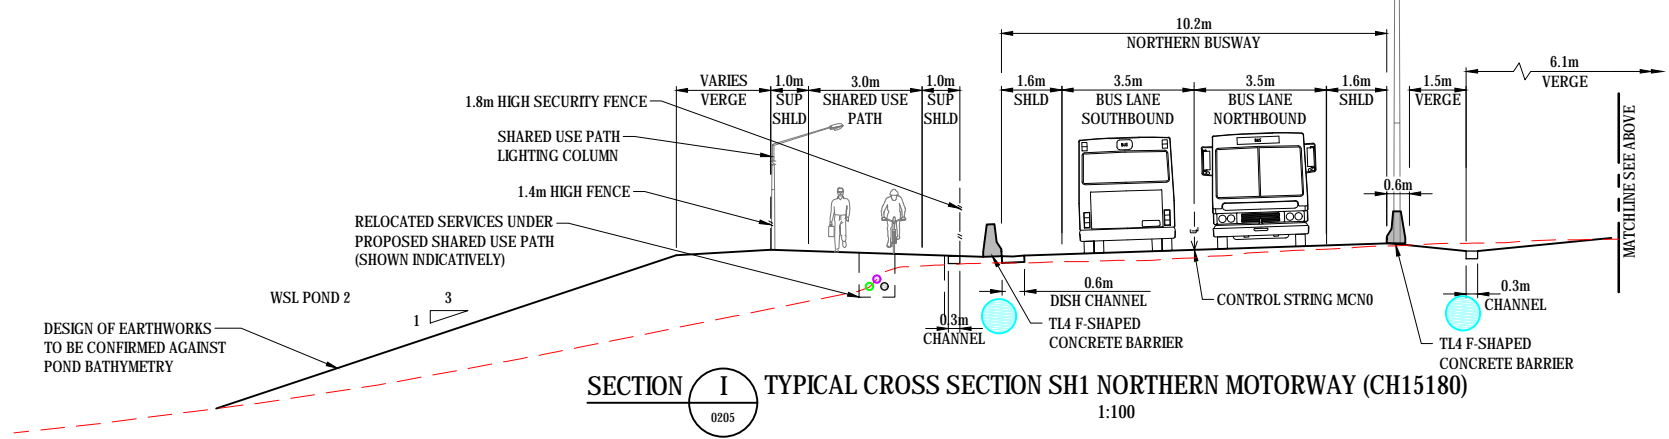 10.2m
NORTHERN BUSWAY
6.1m
VERGE
VARIES
VERGE
1.0m
SUP
SHLD
3.0m
SHARED USE
PATH
1.0m
SUP
SHLD
1.6m
SHLD
3.5m
BUS LANE
SOUTHBOUND
3.5m
BUS LANE
NORTHBOUND
1.6m
SHLD
1.5m
VERGE
1.8m HIGH SECURITY FENCE
SHARED USE PATH
LIGHTING COLUMN
1.4m HIGH FENCE
RELOCATED SERVICES UNDER
PROPOSED SHARED USE PATH
(SHOWN INDICATIVELY)
BUS
BUS
0.6m
MATCHLINE SEE ABOVE
WSL POND 2
3
1
DESIGN OF EARTHWORKS
TO BE CONFIRMED AGAINST
POND BATHYMETRY
0.3m
CHANNEL
0.6m
DISH CHANNEL
TL4 F-SHAPED
CONCRETE BARRIER
CONTROL STRING MCN0
0.3m
CHANNEL
TL4 F-SHAPED
CONCRETE BARRIER
SECTION
I
0205
TYPICAL CROSS SECTION SH1 NORTHERN MOTORWAY (CH15180)
1:100